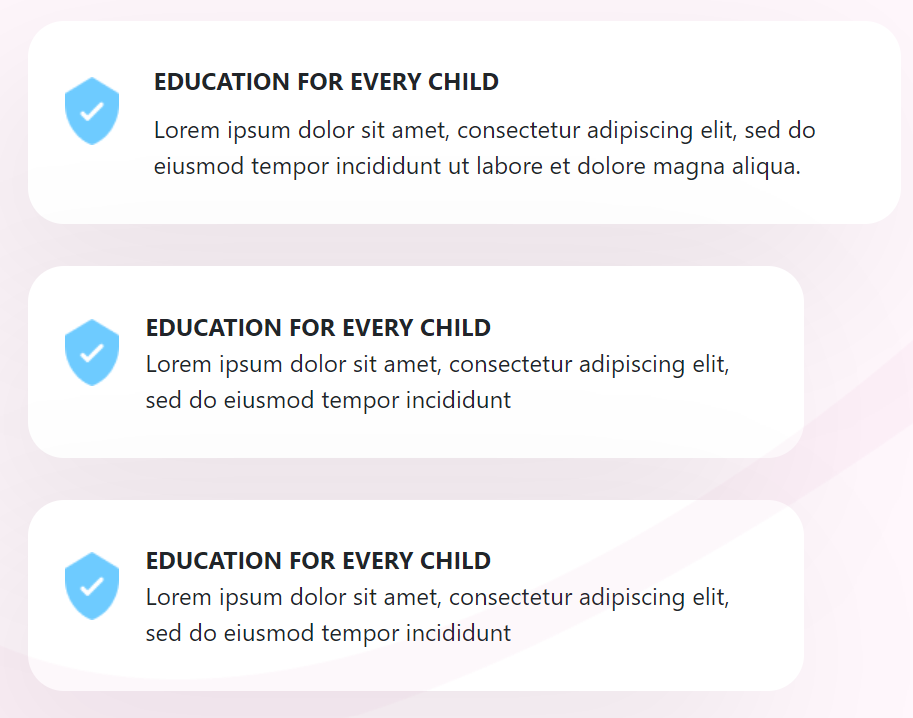 EDUCATION FOR EVERY CHILD
Lorem ipsum dolor sit amet, consectetur adipiscing elit, sed do
eiusmod tempor incididunt ut labore et dolore magna aliqua.
EDUCATION FOR EVERY CHILD
Lorem ipsum dolor sit amet, consectetur adipiscing elit,
sed do eiusmod tempor incididunt
EDUCATION FOR EVERY CHILD
Lorem ipsum dolor sit amet, consectetur adipiscing elit,
sed do eiusmod tempor incididunt